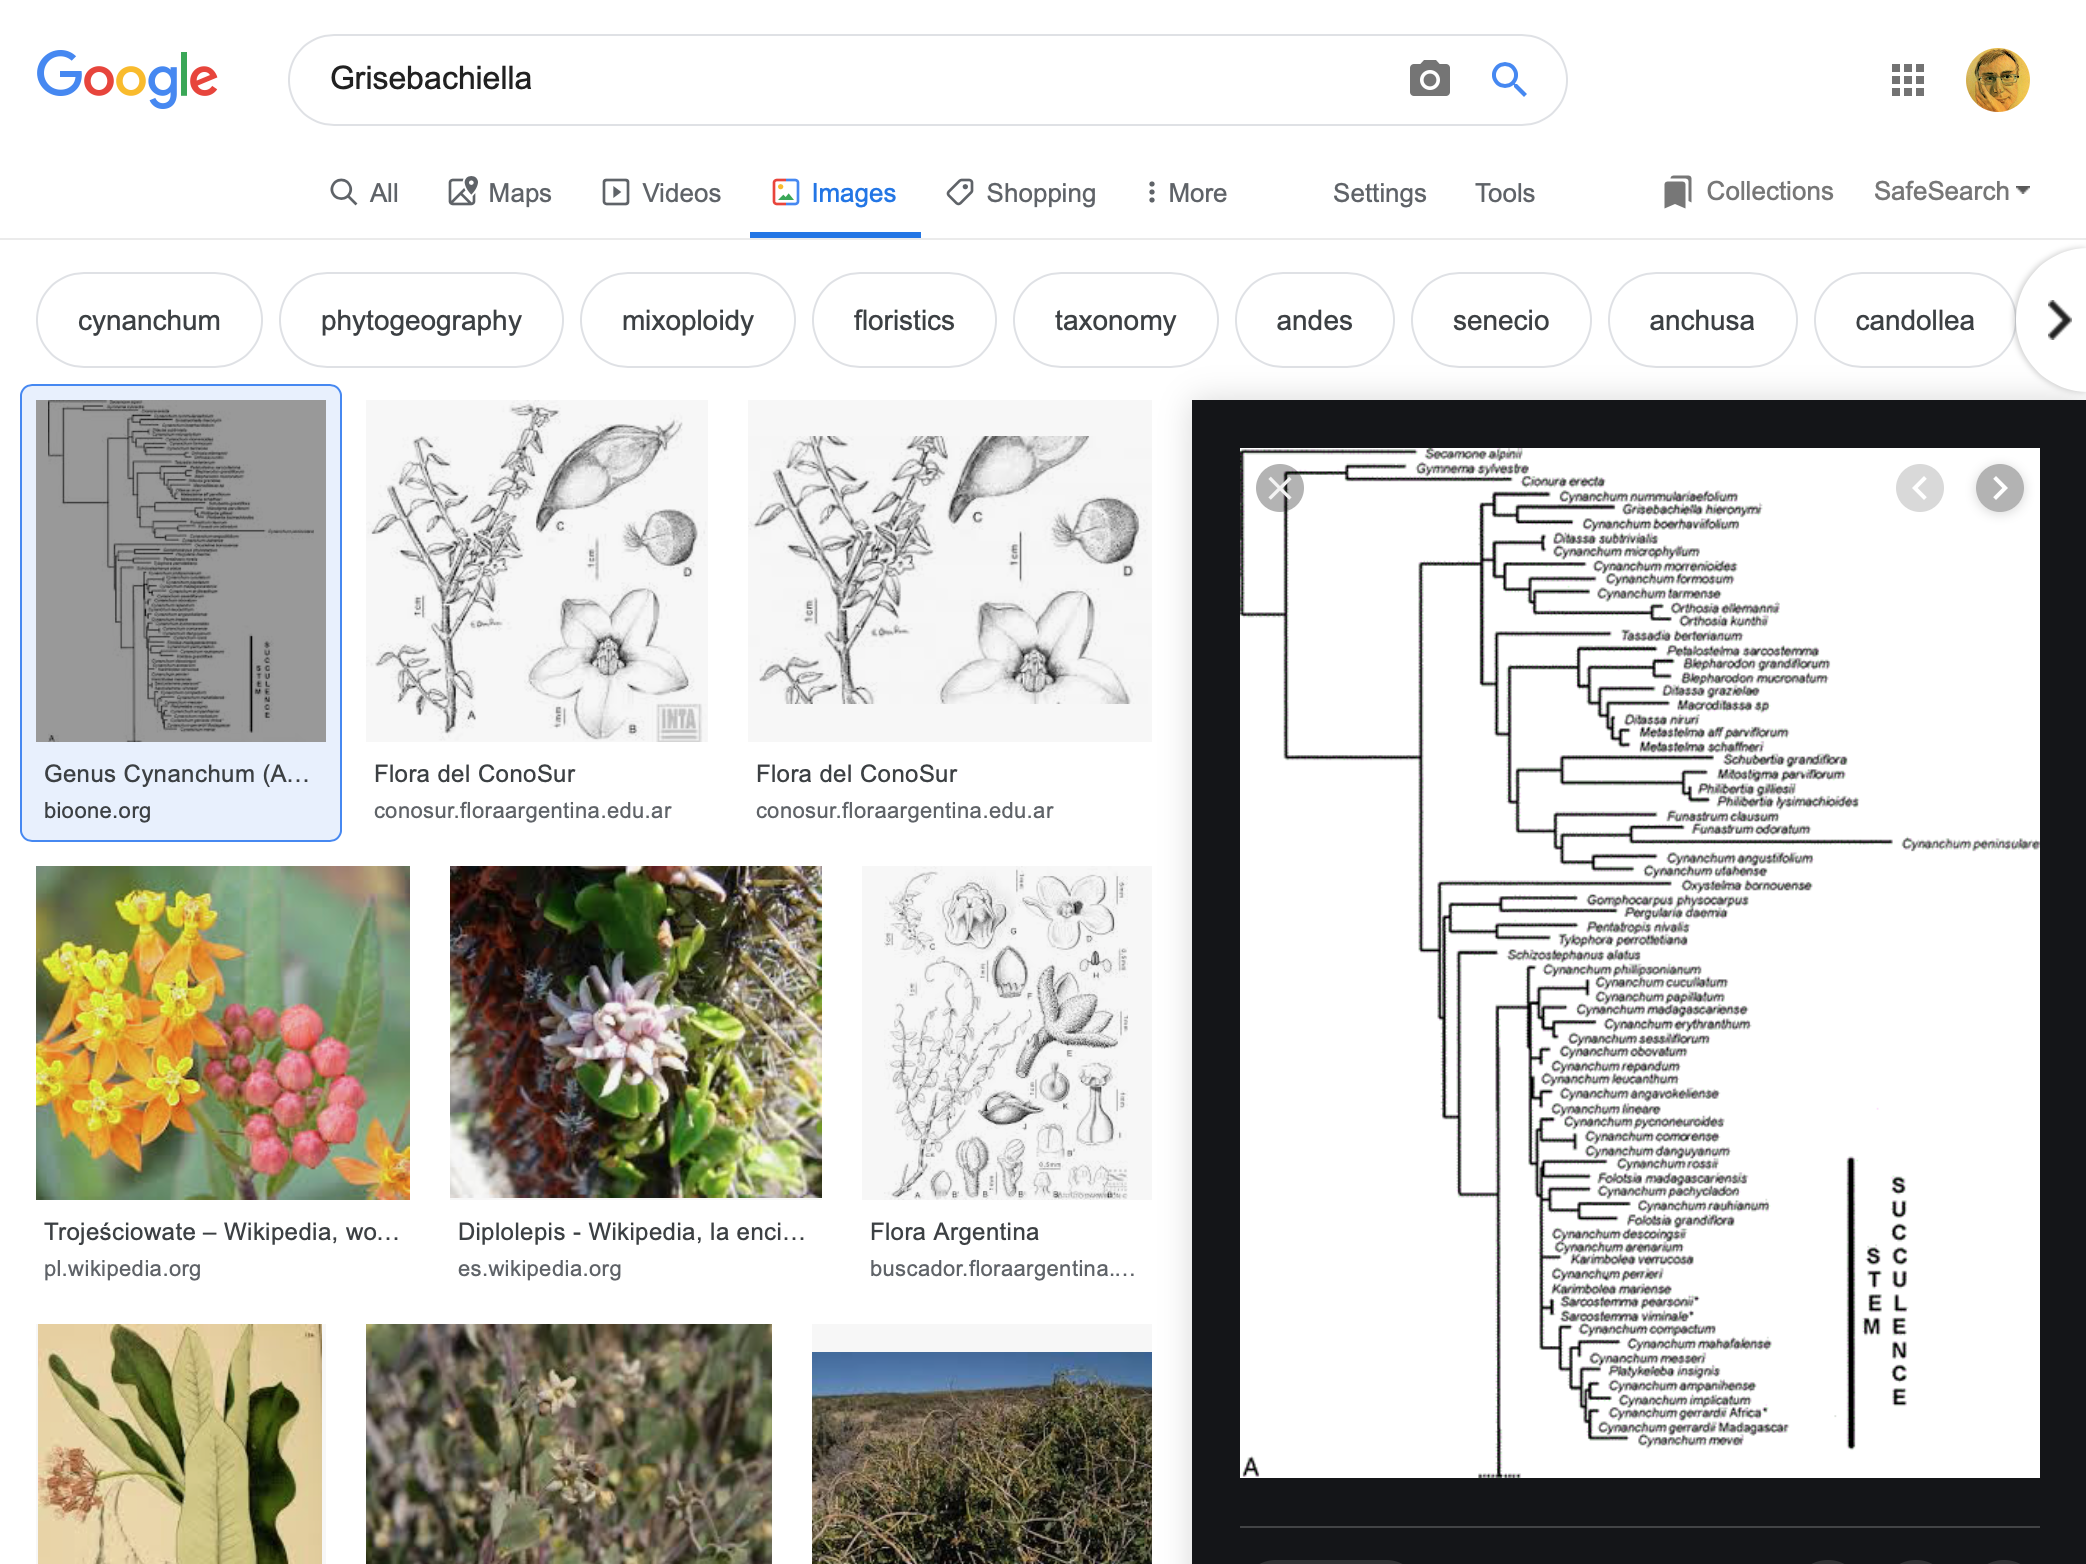 Google
Grisebachiella
All
Maps
Videos
Images
Shopping
More
Settings
Tools
Collections
SafeSearch
cynanchum
phytogeography
mixoploidy
floristics
taxonomy
andes
senecio
anchusa
candollea
Genus Cynanchum (A...
bioone.org
Flora del ConoSur
conosur.floraargentina.edu.ar
Flora del ConoSur
conosur.floraargentina.edu.ar
INTA
Trojeściowate – Wikipedia, wo...
pl.wikipedia.org
Diplolepis - Wikipedia, la enci...
es.wikipedia.org
Flora Argentina
buscador.floraargentina....
Secamone alpinii
Gymnema sylvestre
Cionura erecta
Cynanchum nummulariaefolium
Grisebachiella hieronymi
Cynanchum boerhaviifolium
Ditassa subtrivialis
Cynanchum microphyllum
Cynanchum morrenioides
Cynanchum formosum
Cynanchum tarmense
Orthosia ellemannii
Orthosia kunthii
Tassadia berterianum
Petalostelma sarcostemma
Blepharodon grandiflorum
Blepharodon mucronatum
Ditassa grazielae
Macroditassa sp
Ditassa niruri
Metastelma aff parviflorum
Metastelma schaffneri
Schubertia grandiflora
Mitostigma parviflorum
Philibertia gilliesii
Philibertia lysimachioides
Funastrum clausum
Funastrum odoratum
Cynanchum peninsulare
Cynanchum angustifolium
Cynanchum utahense
Oxystelma bornouense
Gomphocarpus physocarpus
Pergularia daemia
Pentatropis nivalis
Tylophora perrottetiana
Schizostephanus alatus
Cynanchum phillipsonianum
Cynanchum cucullatum
Cynanchum papillatum
Cynanchum madagascariense
Cynanchum erythranthum
Cynanchum sessiliflorum
Cynanchum obovatum
Cynanchum repandum
Cynanchum leucanthum
Cynanchum angavokeliense
Cynanchum lineare
Cynanchum pycnoneuroides
Cynanchum comorense
Cynanchum danguyanum
Cynanchum rossii
Folotsia madagascariensis
Cynanchum pachycladon
Cynanchum rauhianum
Folotsia grandiflora
Cynanchum descoingsii
Cynanchum arenarium
Karimbolea verrucosa
Cynanchum perrieri
Karimbolea mariense
Sarcostemma pearsonii*
Sarcostemma viminale*
Cynanchum compactum
Cynanchum mahafalense
Cynanchum messeri
Platykeleba insignis
Cynanchum ampanihense
Cynanchum implicatum
Cynanchum gerrardii Africa*
Cynanchum gerrardii Madagascar
Cynanchum mevei
STEM
SUCCULENCE
A